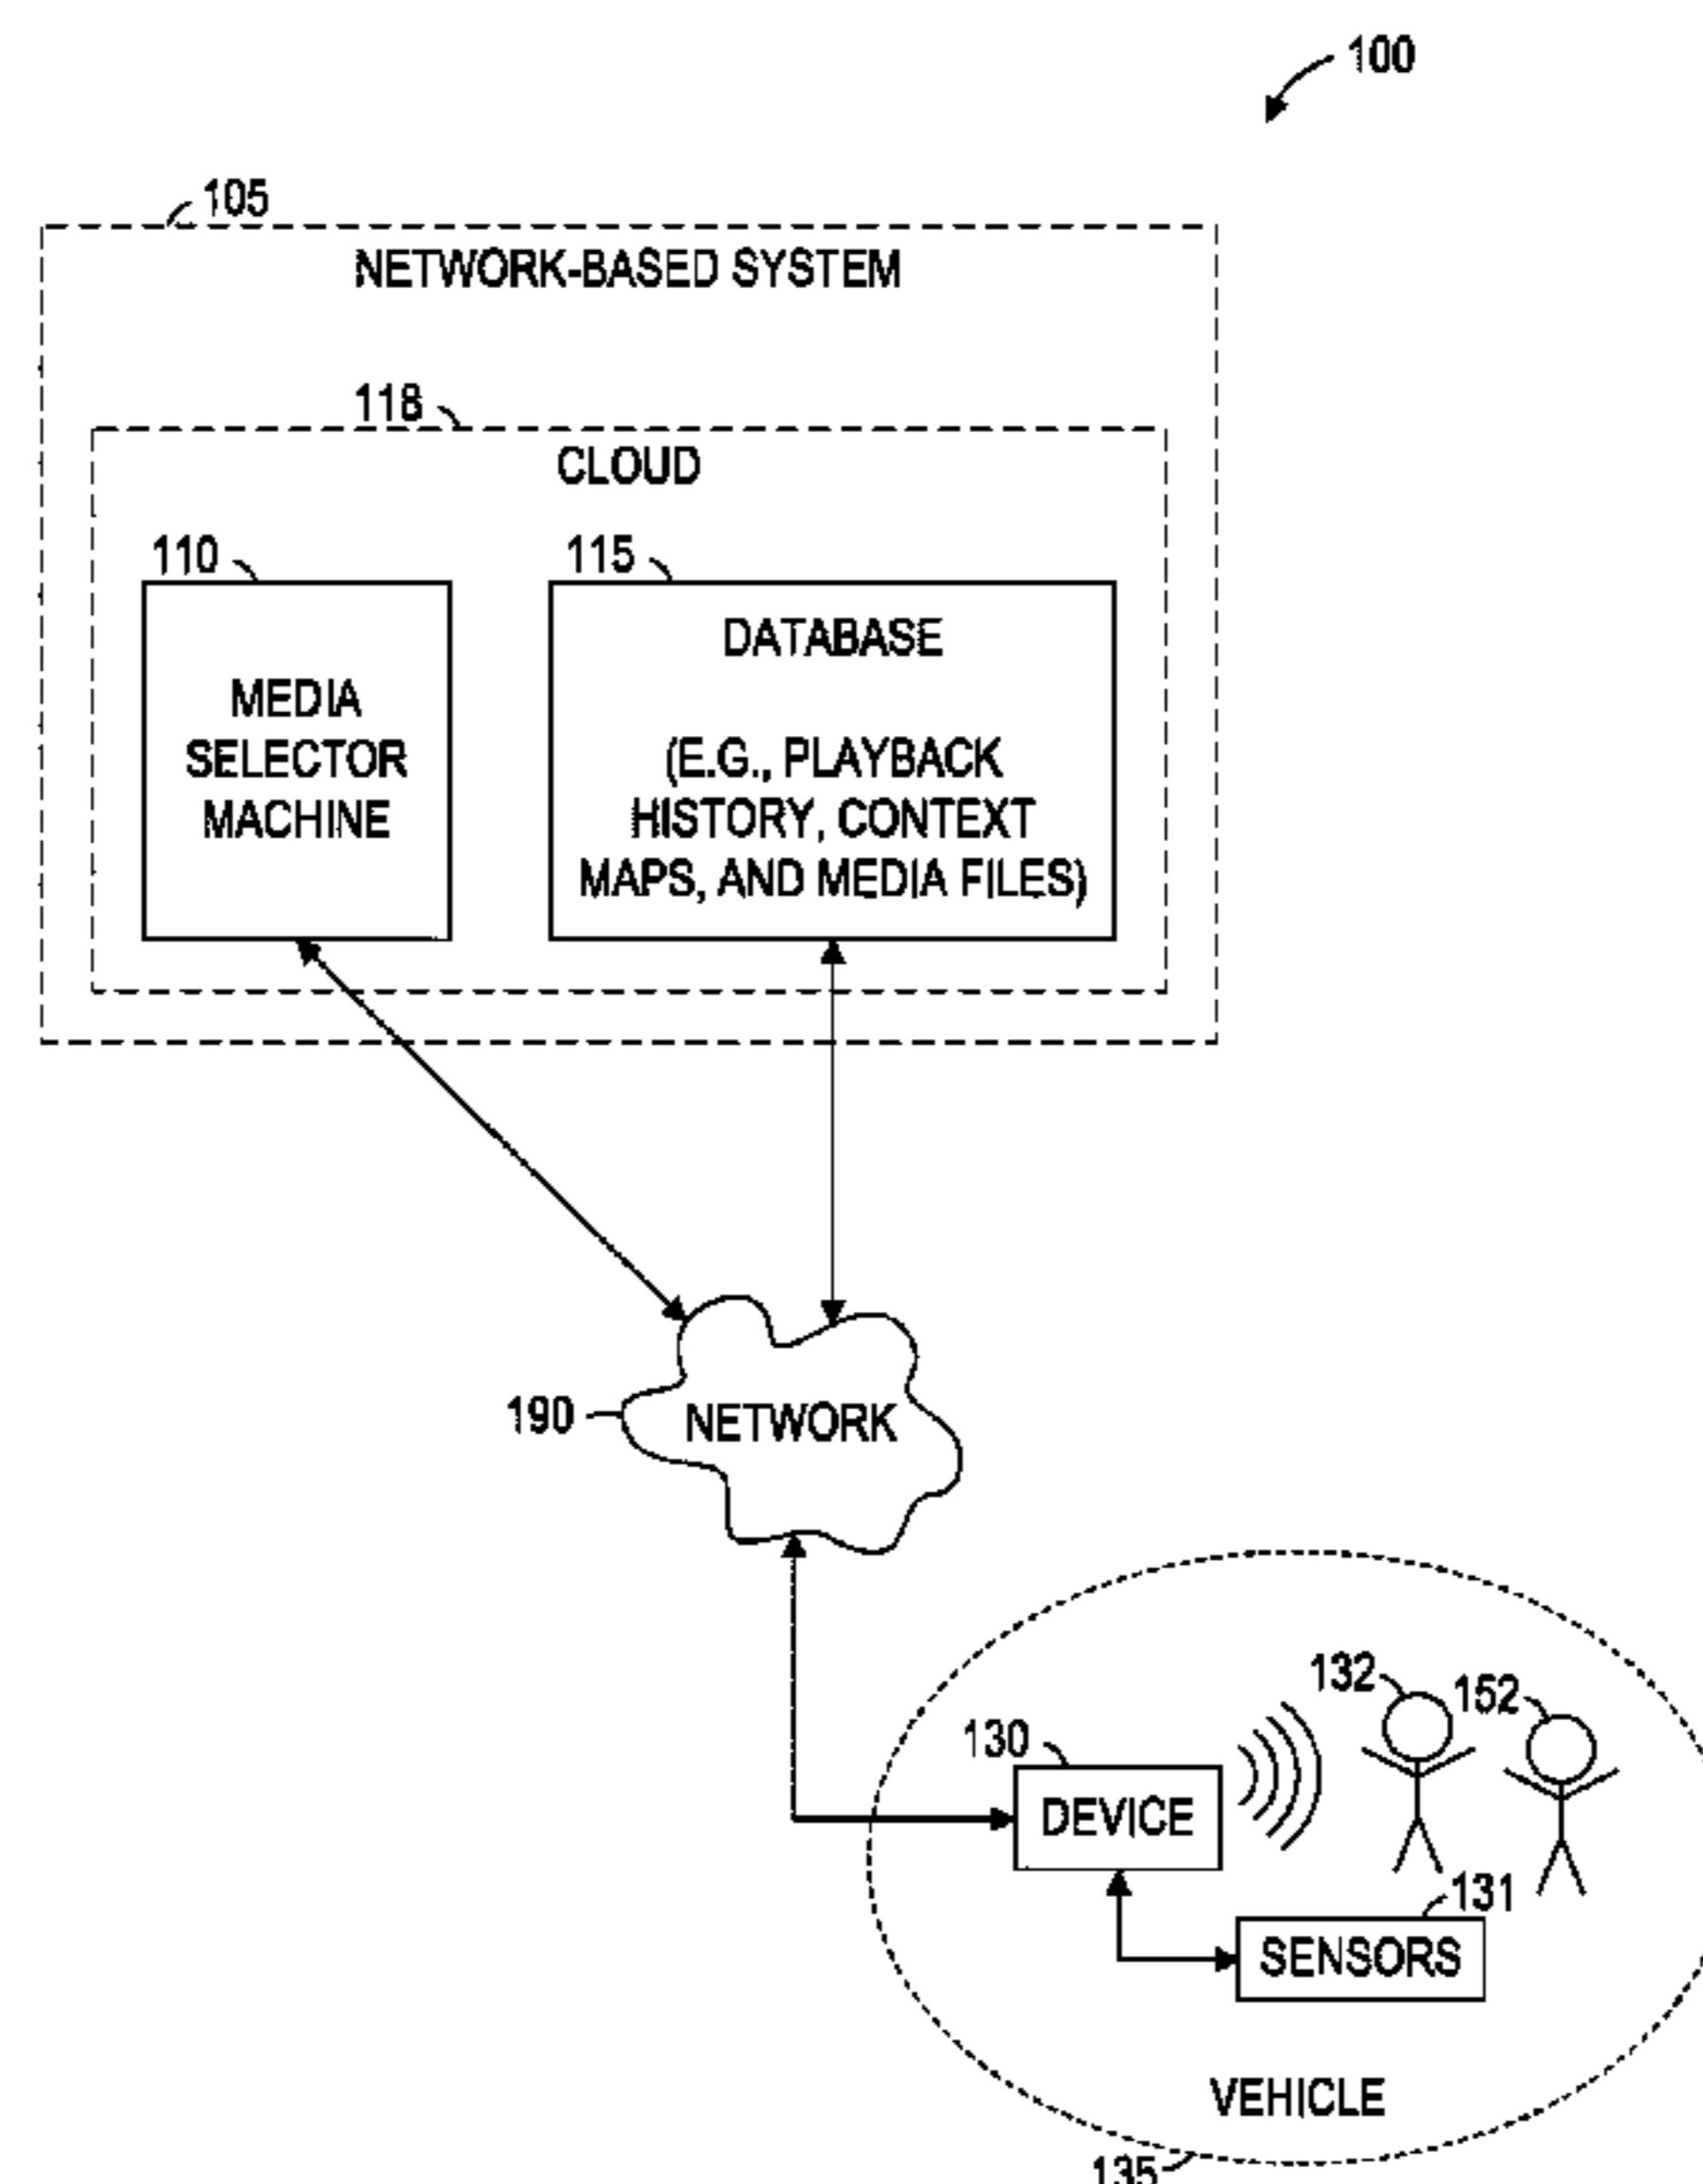 100
105
NETWORK-BASED SYSTEM
118
CLOUD
110
115
MEDIA
SELECTOR
MACHINE
DATABASE
(E.G., PLAYBACK
HISTORY, CONTEXT
MAPS, AND MEDIA FILES)
190
NETWORK
132
152
130
DEVICE
131
SENSORS
VEHICLE
135